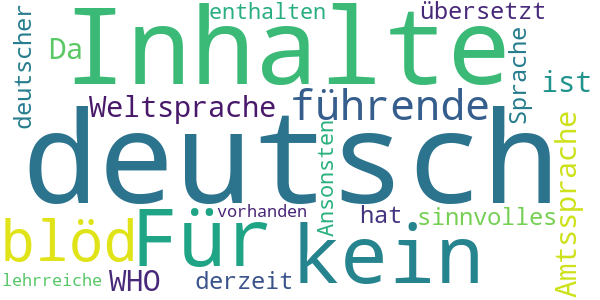 enthalten
übersetzt
deutscher
Da
Inhalte
Sprache
ist
Weltsprache
führende
deutsch
Ansonsten
Amtssprache
blöd
Für
kein
vorhanden
hat
sinnvolles
lehrreiche
WHO
derzeit